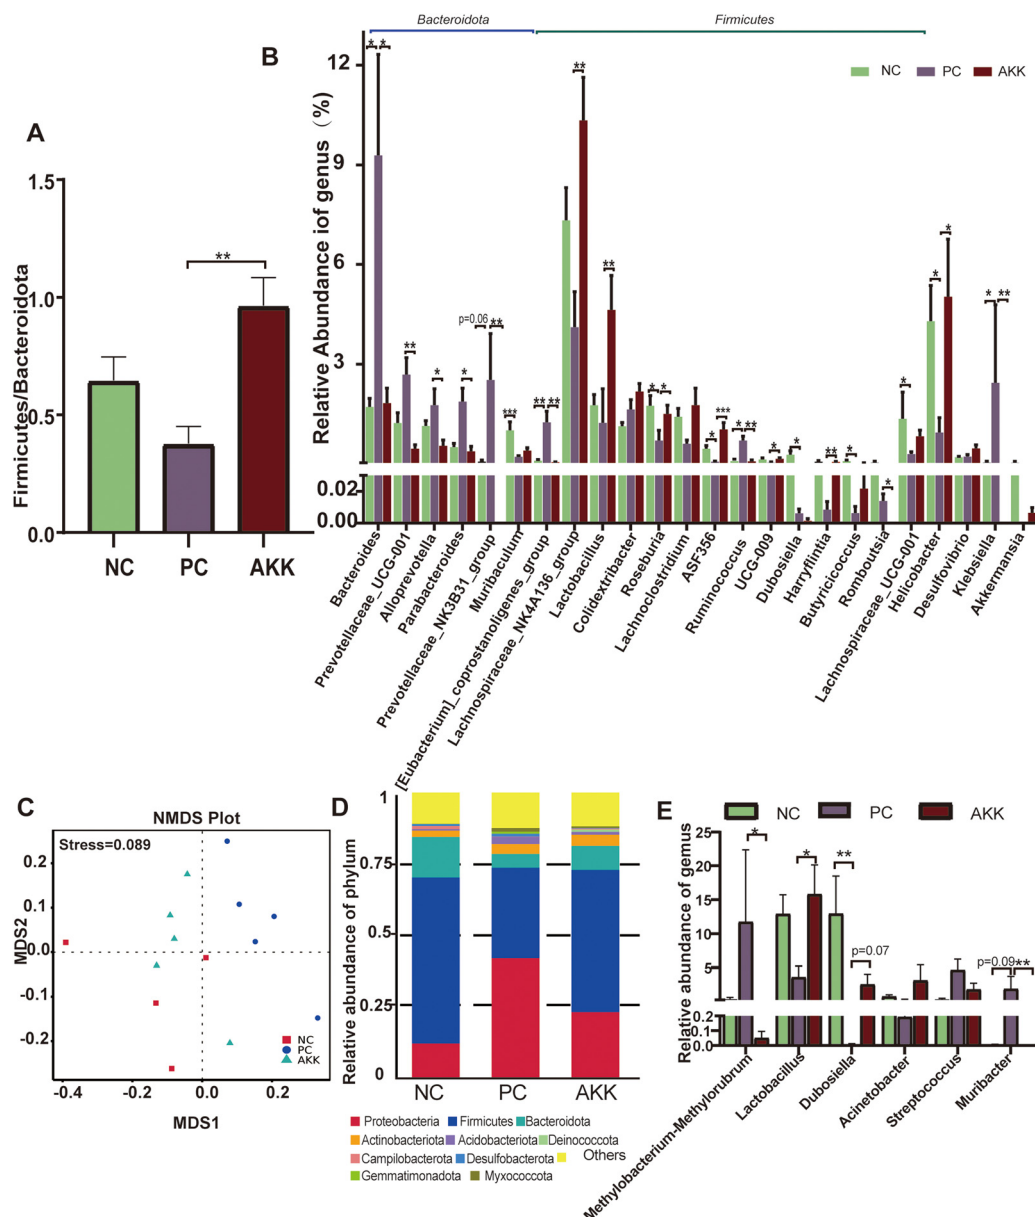 Bacteroidota
Firmicutes
B
NC
PC
AKK
Relative Abundance iof genus (%)
12
9
6
3
0.02
0.00
* *
**
*
*
p=0.06
**
***
** **
**
**
* *
* ***
* **
*
*
**
*
*
*
*
*
* **
Bacteroides
Prevotellaceae_UCG-001
Alloprevotella
Parabacteroides
Prevotellaceae_NK3B31_group
Muribaculum
[Eubacterium]_coprostanoligenes_group
Lachnospiraceae_NK4A136_group
Lactobacillus
Colidextribacter
Roseburia
Lachnoclostridium
ASF356
Ruminococcus
UCG-009
Dubosiella
Harryflintia
Butyricicoccus
Romboutsia
Lachnospiraceae_UCG-001
Helicobacter
Desulfovibrio
Klebsiella
Akkermansia
A
Firmicutes/Bacteroidota
1.5
1.0
0.5
0.0
**
NC
PC
AKK
C
NMDS Plot
Stress=0.089
MDS2
0.2
0.1
0.0
-0.1
-0.2
NC
PC
AKK
-0.4
-0.2
0.0
0.2
MDS1
D
Relative abundance of phylum
1
0.75
0.5
0.25
0
NC
PC
AKK
Proteobacteria
Firmicutes
Bacteroidota
Actinobacteriota
Acidobacteriota
Deinococcota
Campilobacterota
Desulfobacterota
Others
Gemmatimonadota
Myxococcota
E
NC
PC
AKK
Relative abundance of gemus
25
20
15
10
5
0.2
0.1
0.0
*
*
**
p=0.07
p=0.09
**
Methylobacterium-Methylorubrum
Lactobacillus
Dubosiella
Acinetobacter
Streptococcus
Muribacter